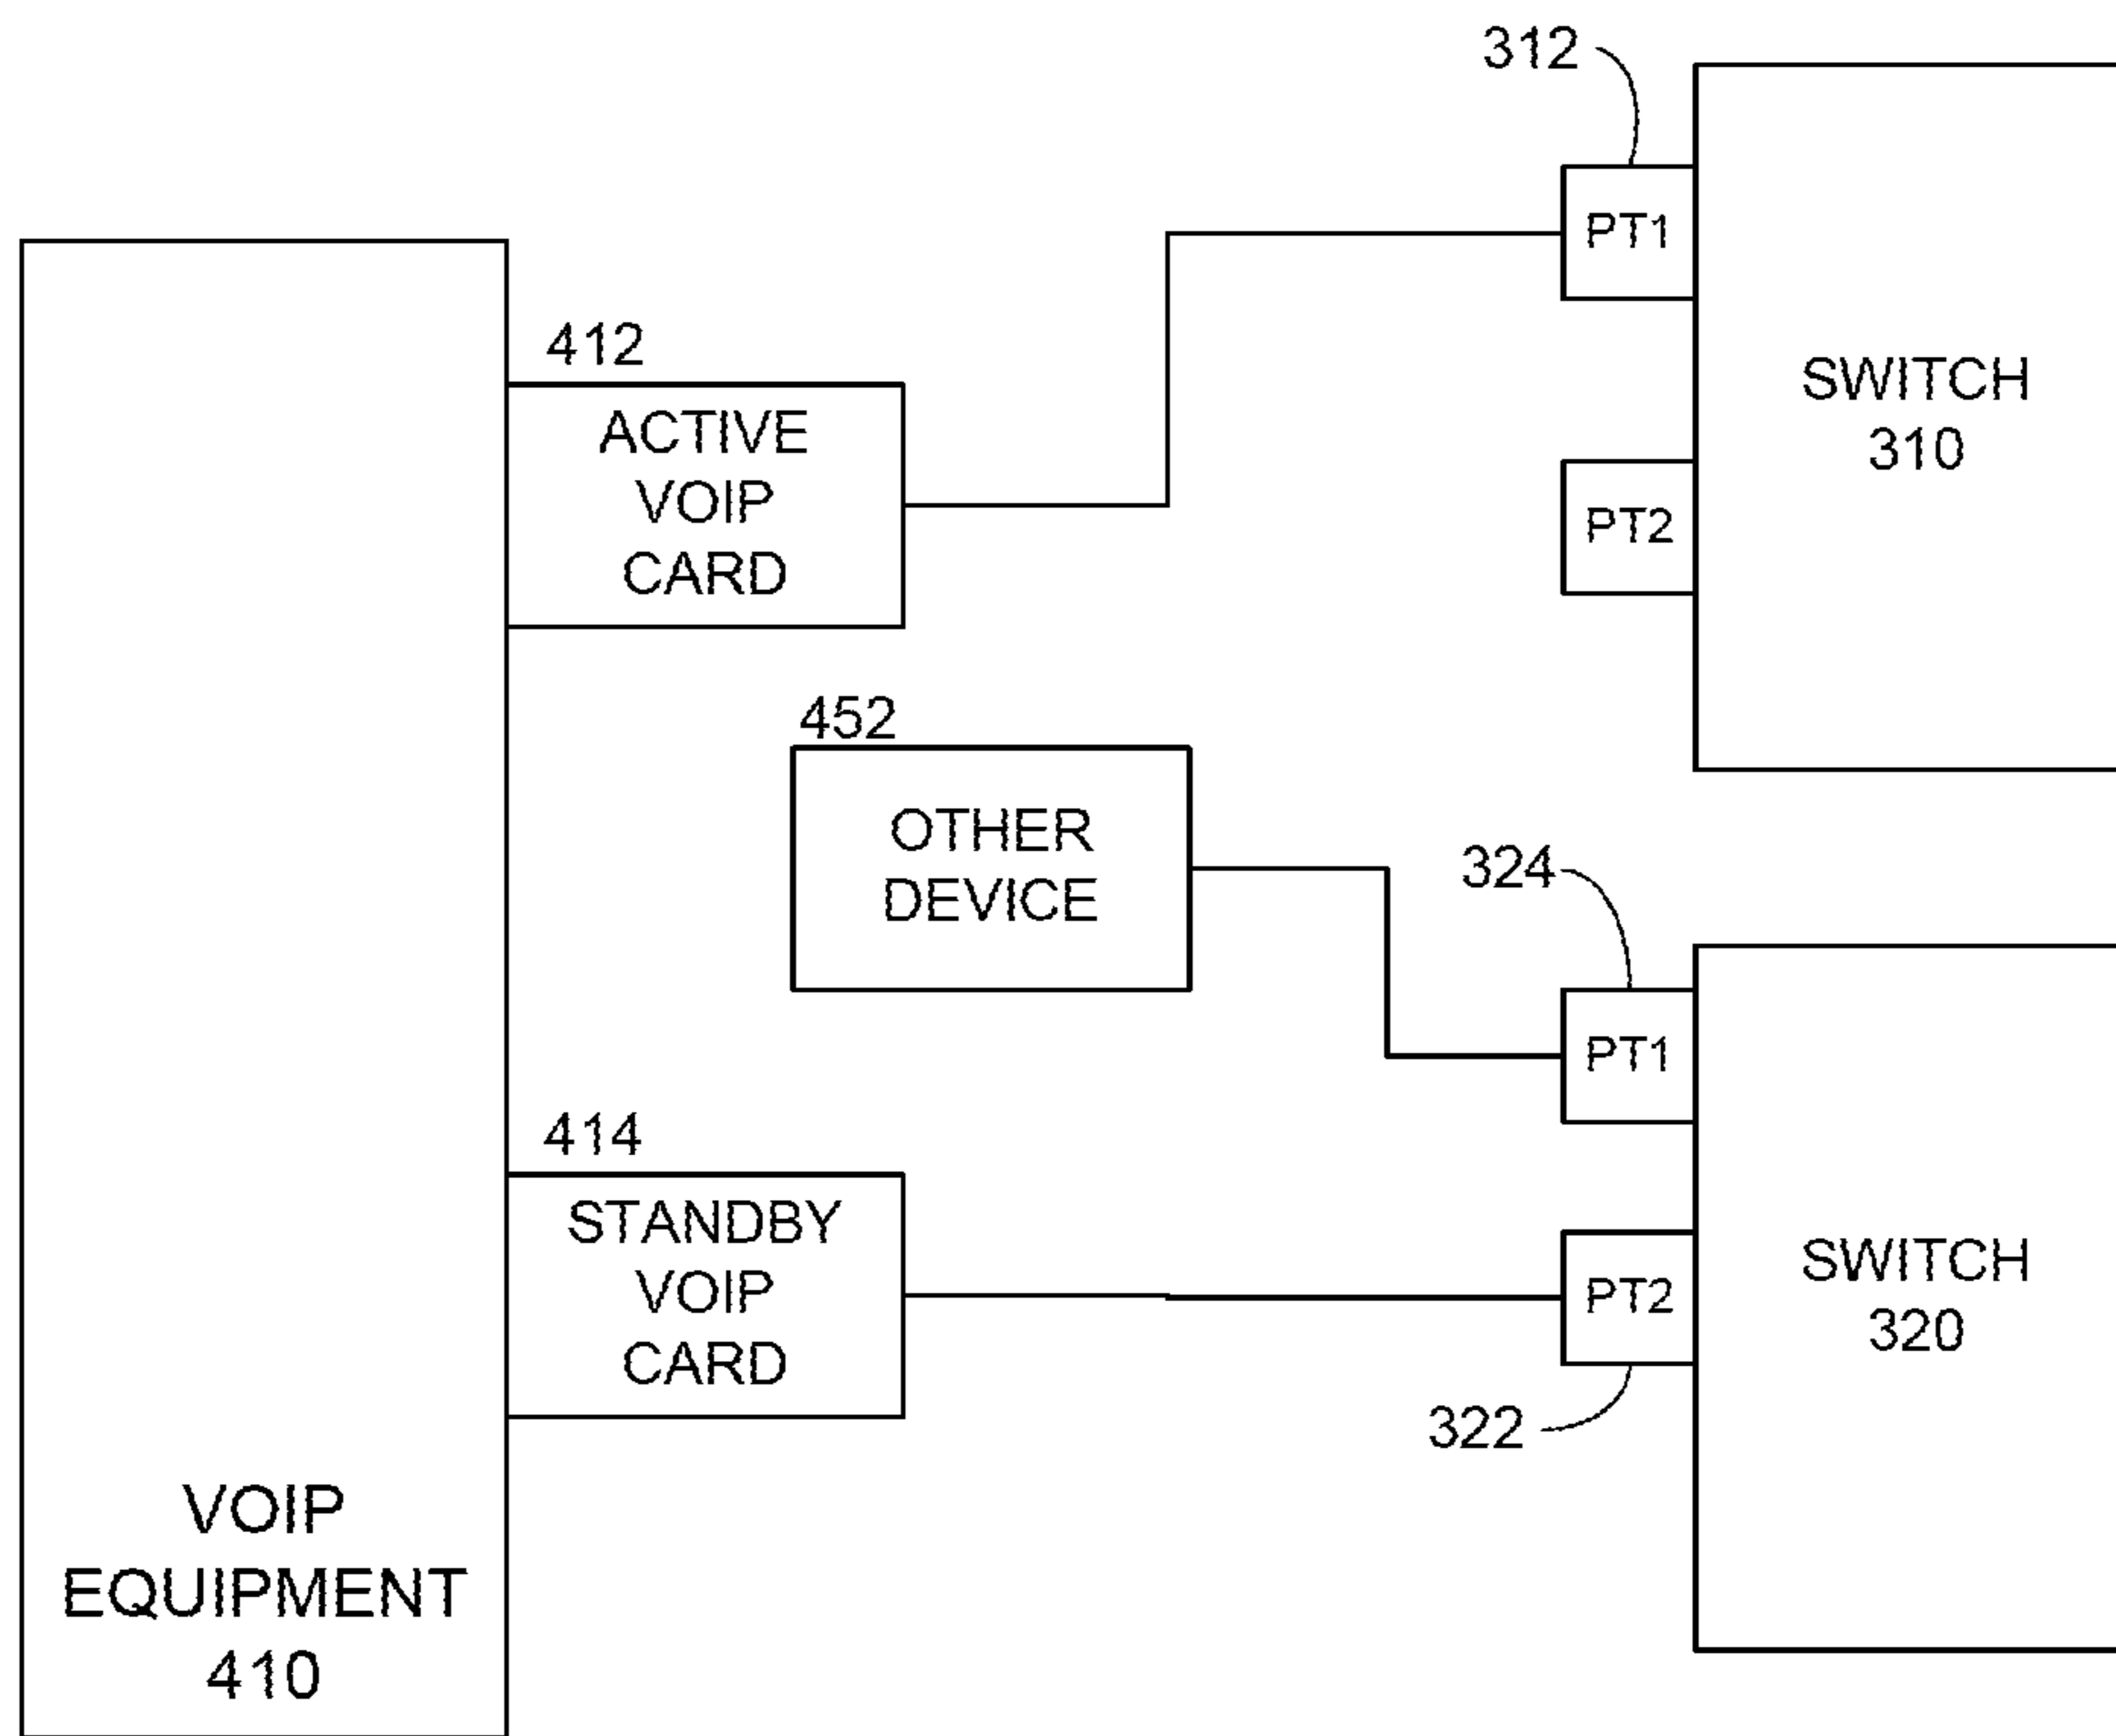 312
PT1
SWITCH
310
PT2
412
ACTIVE
VOIP
CARD
452
OTHER
DEVICE
324
PT1
414
STANDBY
VOIP
CARD
PT2
SWITCH
320
322
VOIP
EQUIPMENT
410